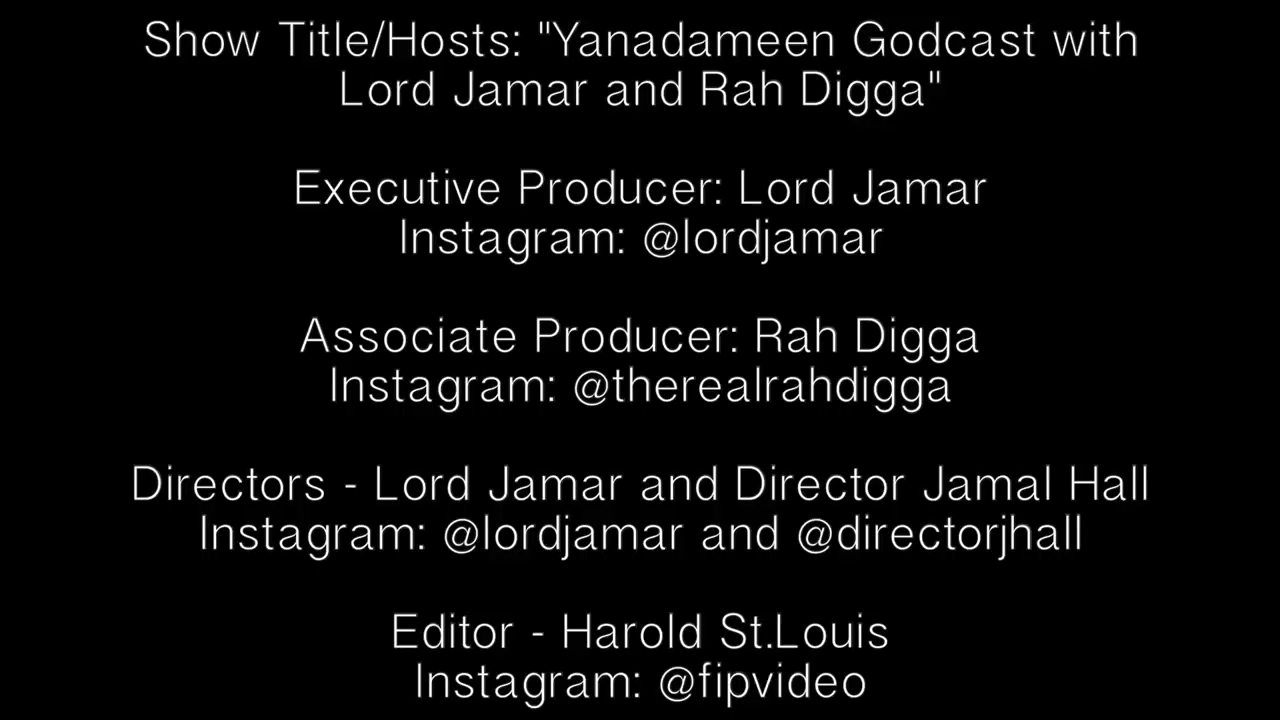 Show Title/Hosts: "Yanadameen Godcast with
Lord Jamar and Rah Digga"
Executive Producer: Lord Jamar
Instagram: @lordjamar
Associate Producer: Rah Digga
Instagram: @therealrahdigga
Directors - Lord Jamar and Director Jamal Hall
Instagram: @lordjamar and @directorjhall
Editor - Harold St.Louis
Instagram: @fipvideo